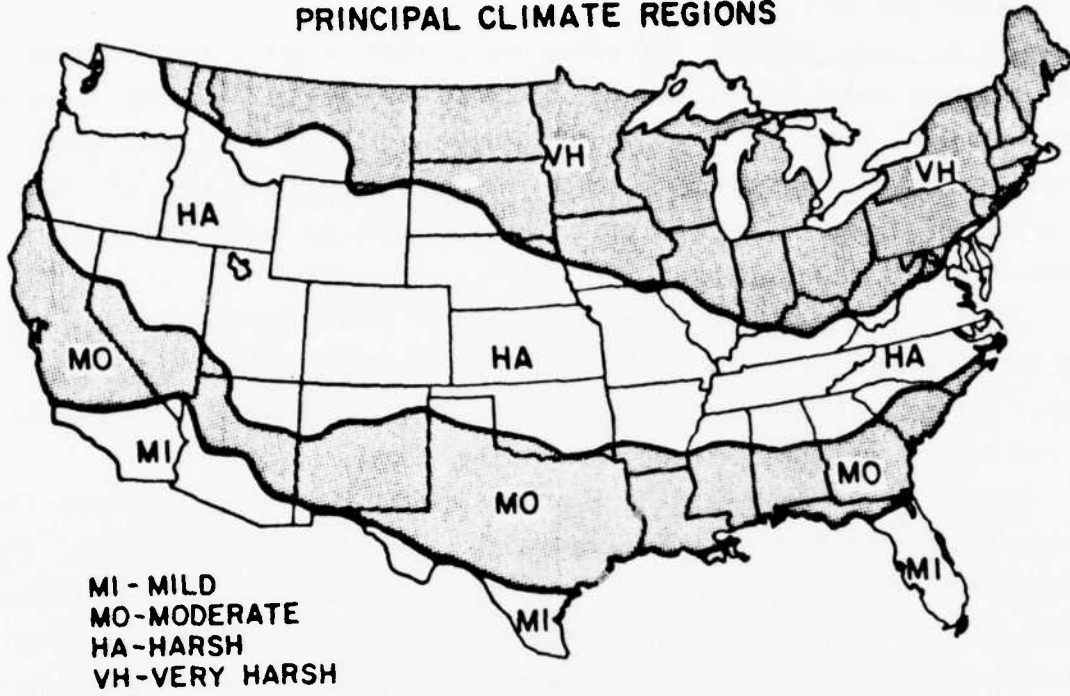 PRINCIPAL CLIMATE REGIONS
VH
VH
HA
MO
HA
HA
MI
MO
MO
MI
MI
MI - MILD
MO-MODERATE
HA-HARSH
VH-VERY HARSH